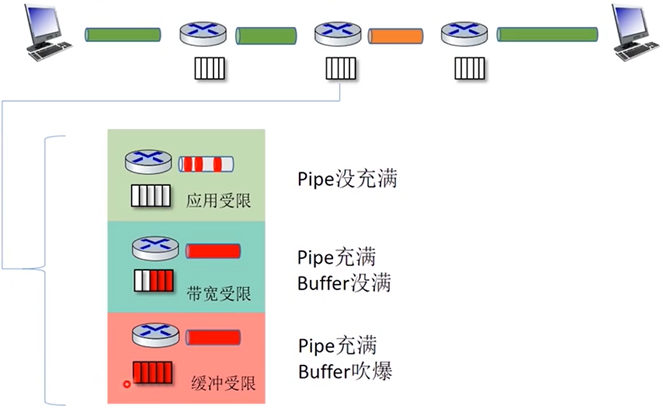 应用受限
Pipe没充满
带宽受限
Pipe充满
Buffer没满
缓冲受限
Pipe充满
Buffer吹爆